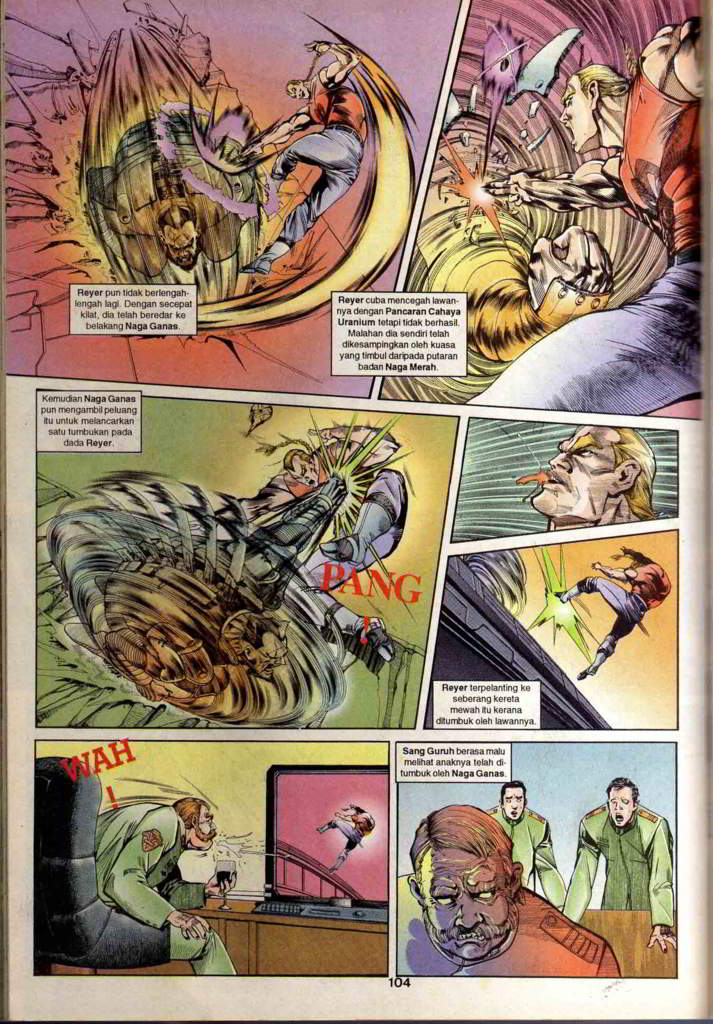 Reyer pun tidak berlengah-
lengah lagi. Dengan secepat
kilat, dia telah beredar ke
belakang Naga Ganas.
Reyer cuba mencegah lawan-
nya dengan Pancaran Cahaya
Uranium tetapi tidak berhasil.
Malahan dia sendiri telah
dikesampingkan oleh kuasa
yang timbul daripada putaran
badan Naga Merah.
Kemudian Naga Ganas
pun mengambil peluang
itu untuk melancarkan
satu tumbukan pada
dada Reyer.
PANG
!
Reyer terpelanting ke
seberang kereta
mewah itu kerana
ditumbuk oleh lawannya.
WAH
!
Sang Guruh berasa malu
melihat anaknya telah di-
tumbuk oleh Naga Ganas.
104